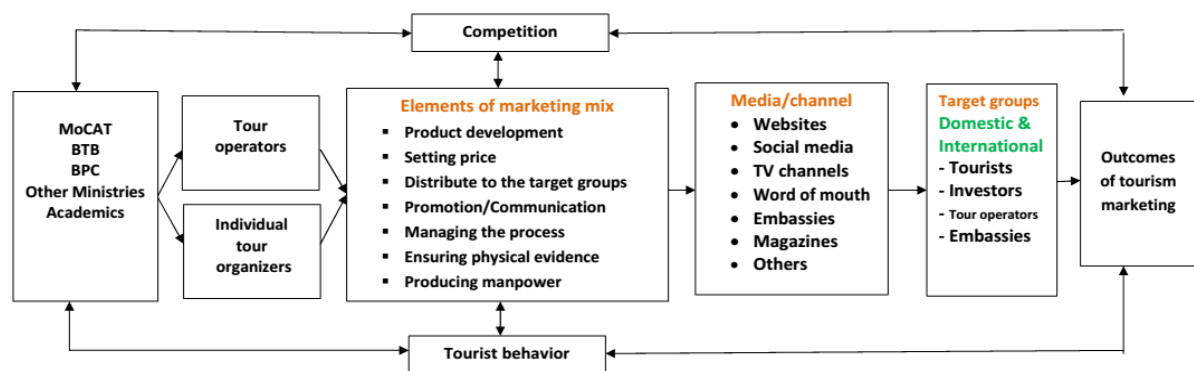 Competition
MoCAT
BTB
BPC
Other Ministries
Academics
Tour
operators
Individual
tour
organizers
Elements of marketing mix
▪ Product development
▪ Setting price
▪ Distribute to the target groups
▪ Promotion/Communication
▪ Managing the process
▪ Ensuring physical evidence
▪ Producing manpower
Media/channel
• Websites
• Social media
• TV channels
• Word of mouth
• Embassies
• Magazines
• Others
Target groups
Domestic &
International
- Tourists
- Investors
- Tour operators
- Embassies
Outcomes
of tourism
marketing
Tourist behavior